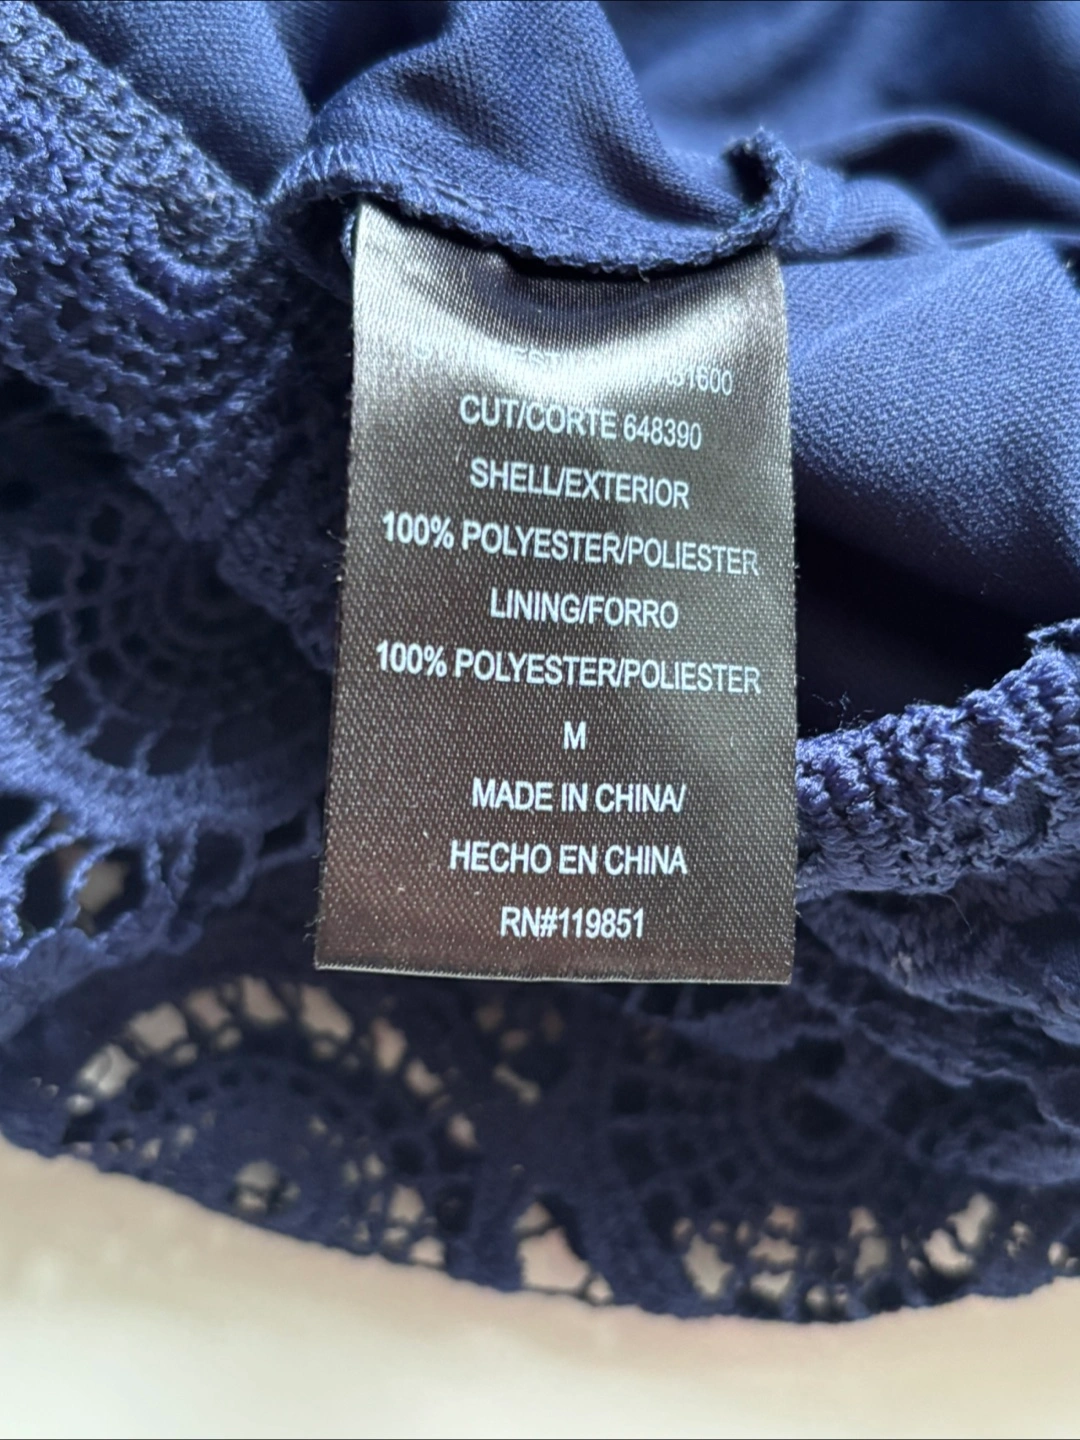 CUT/CORTE 648390
SHELL/EXTERIOR
100% POLYESTER/POLIESTER
LINING/FORRO
100% POLYESTER/POLIESTER
M
MADE IN CHINA/
HECHO EN CHINA
RN#119851